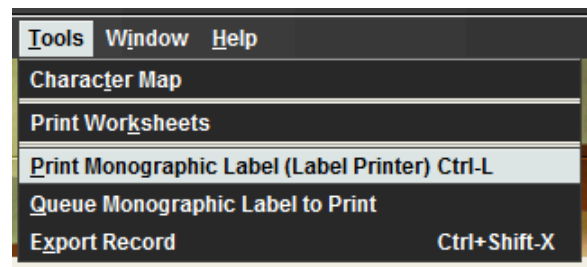 Tools Window Help
Character Map
Print Worksheets
Print Monographic Label (Label Printer) Ctrl-L
Queue Monographic Label to Print
Export Record Ctrl+Shift-X